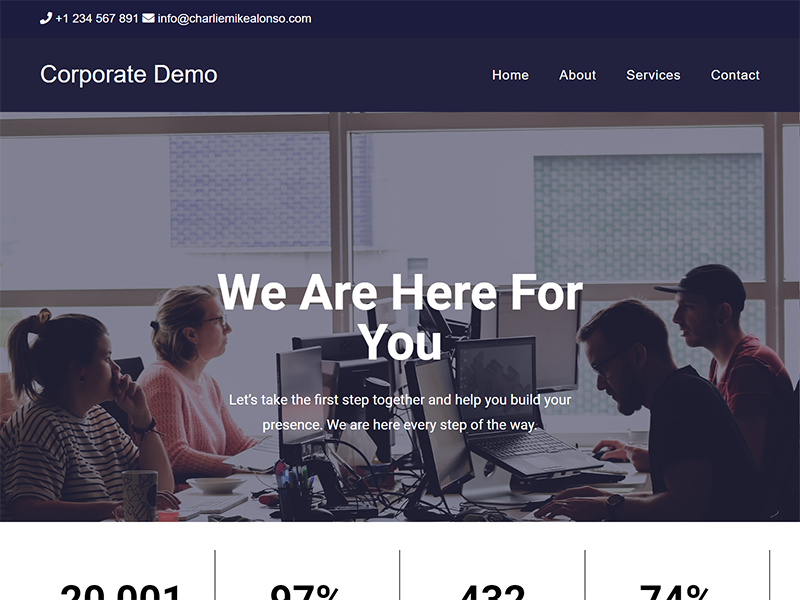 +1 234 567 891 info@charliemikealonso.com
Corporate Demo
Home About Services Contact
We Are Here For
You
Let’s take the first step together and help you build your
presence. We are here every step of the way.
20,001 97% 432 74%